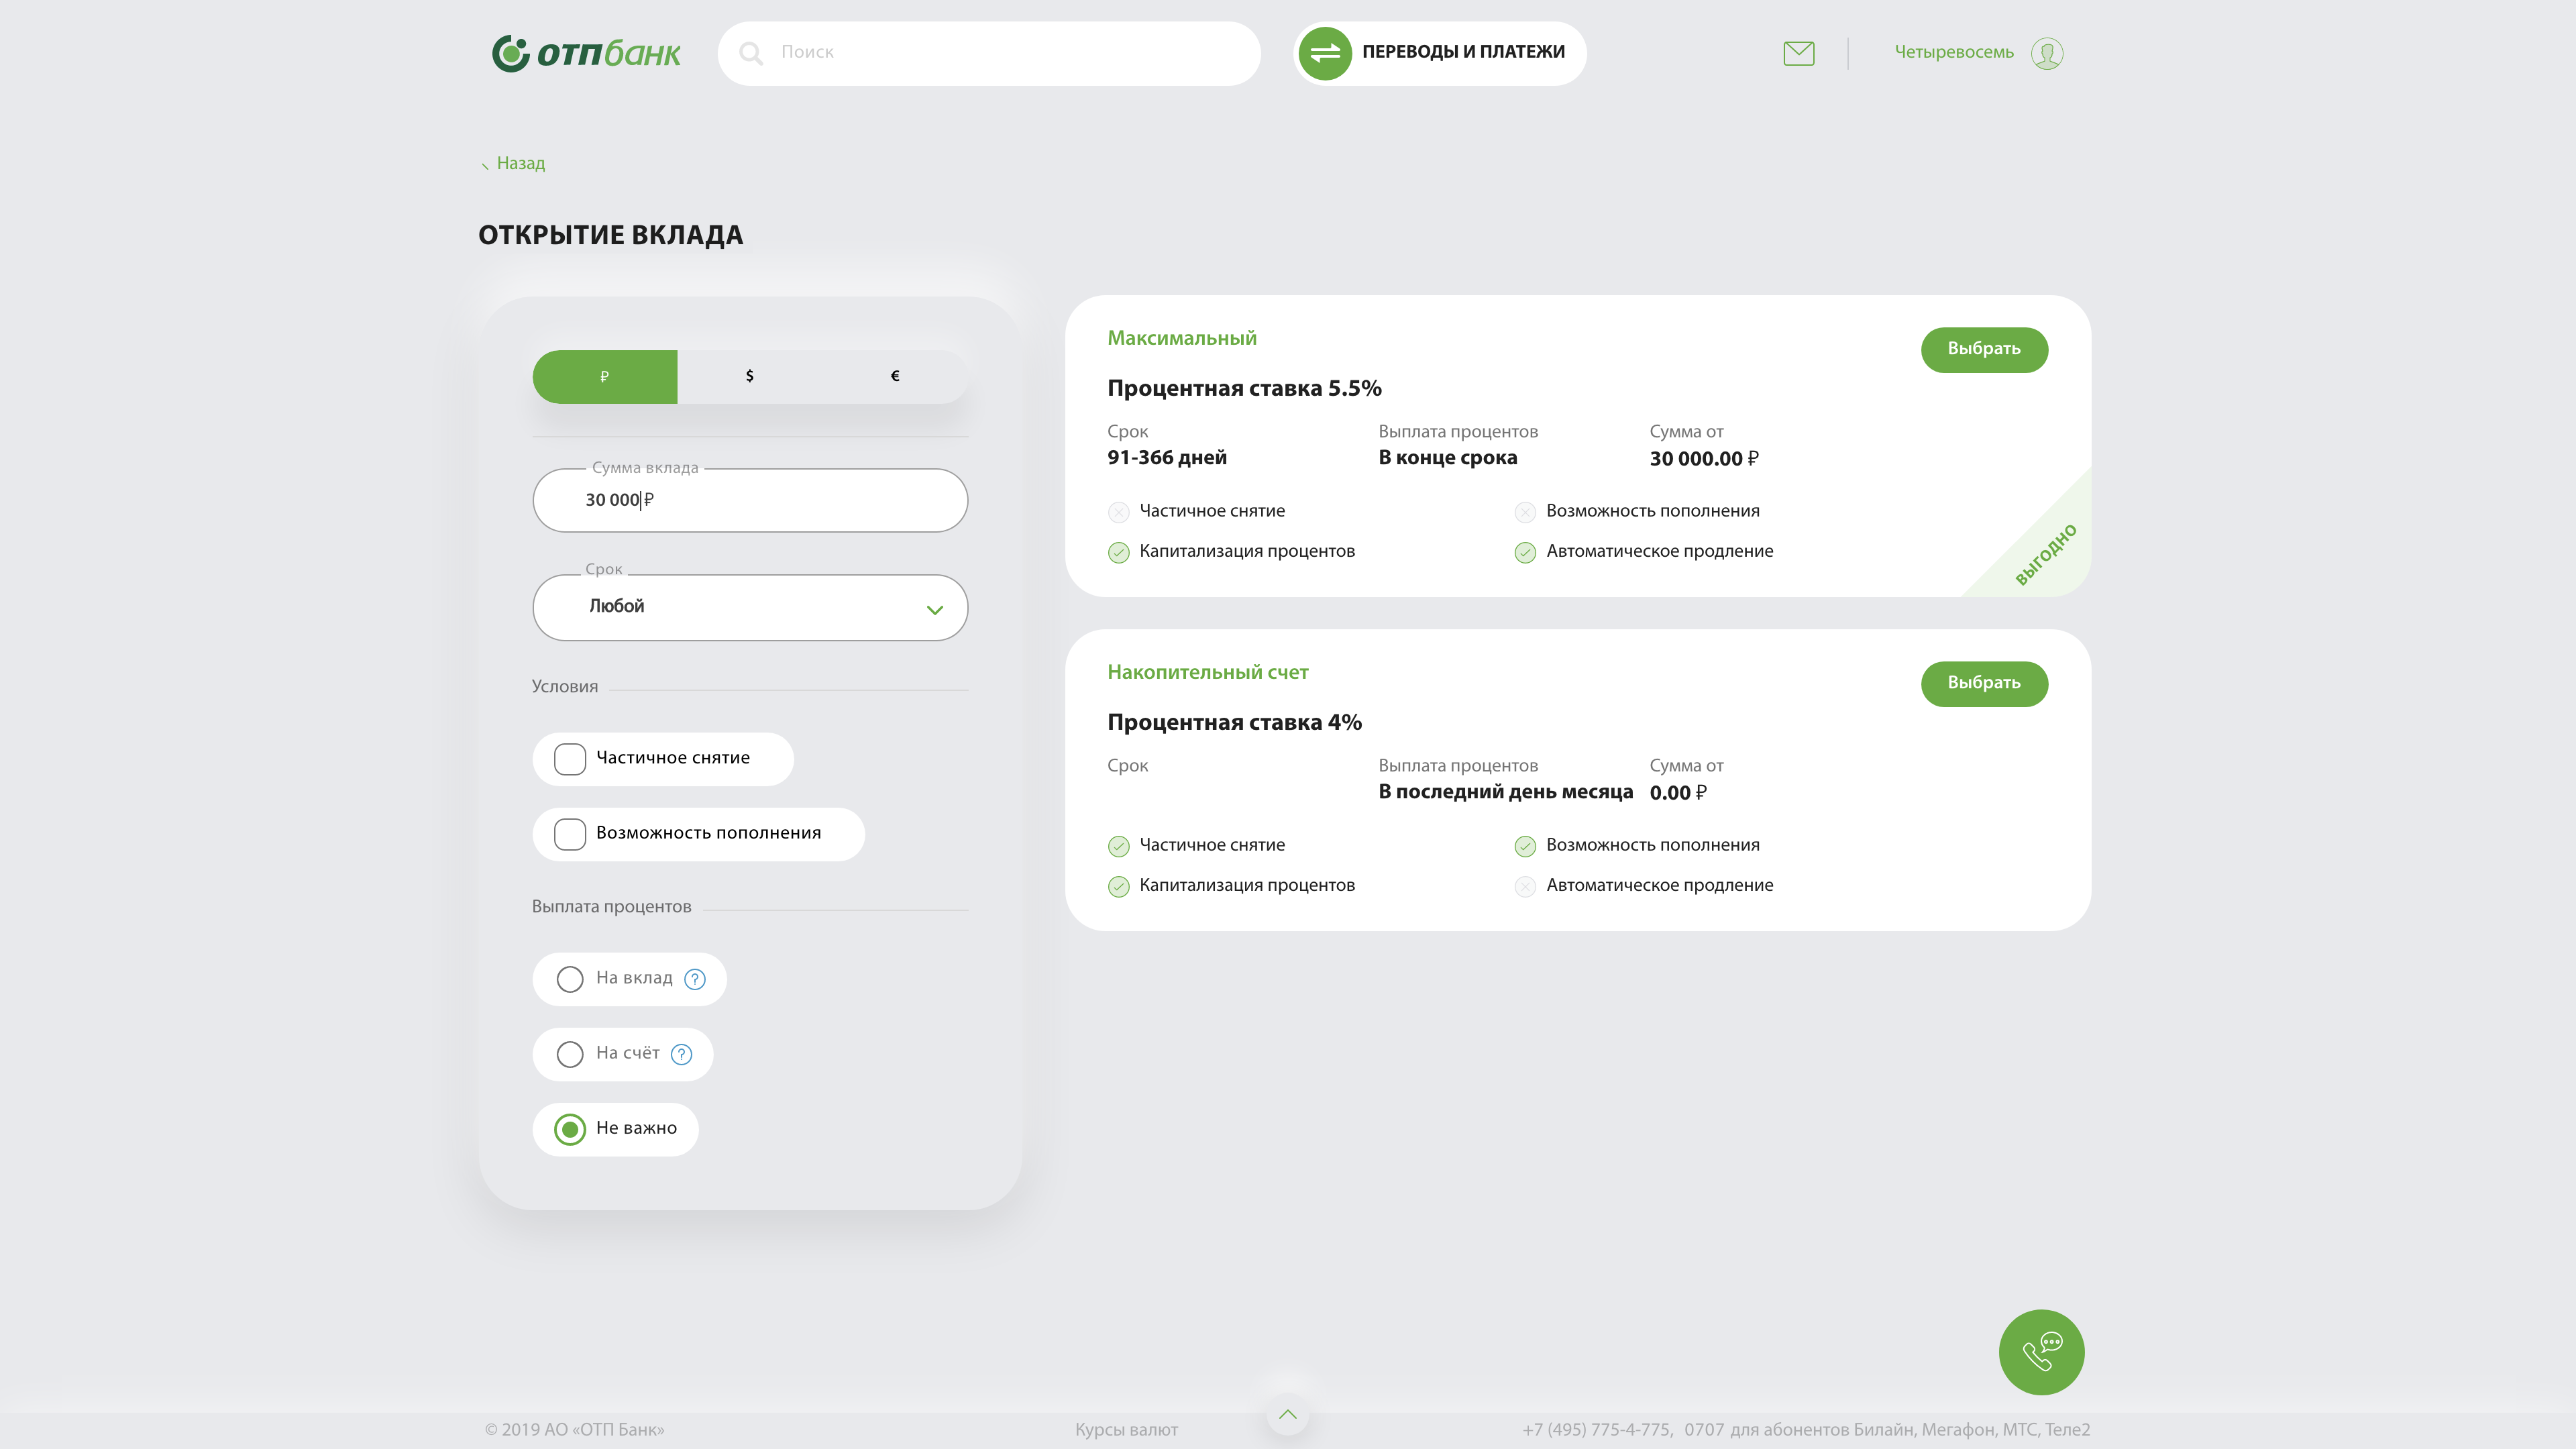 отпбанк
Поиск
ПЕРЕВОДЫ И ПЛАТЕЖИ
Четыревосемь
Назад
ОТКРЫТИЕ ВКЛАДА
₽ $ €
Сумма вклада
30 000 ₽
Срок
Любой
Условия
Частичное снятие
Возможность пополнения
Выплата процентов
На вклад ?
На счёт ?
Не важно
Максимальный
Выбрать
Процентная ставка 5.5%
Срок Выплата процентов Сумма от
91-366 дней В конце срока 30 000.00 ₽
Частичное снятие Возможность пополнения
Капитализация процентов Автоматическое продление
ВЫГОДНО
Накопительный счет
Выбрать
Процентная ставка 4%
Срок Выплата процентов Сумма от
В последний день месяца 0.00 ₽
Частичное снятие Возможность пополнения
Капитализация процентов Автоматическое продление
© 2019 АО «ОТП Банк» Курсы валют +7 (495) 775-4-775, 0707 для абонентов Билайн, Мегафон, МТС, Теле2